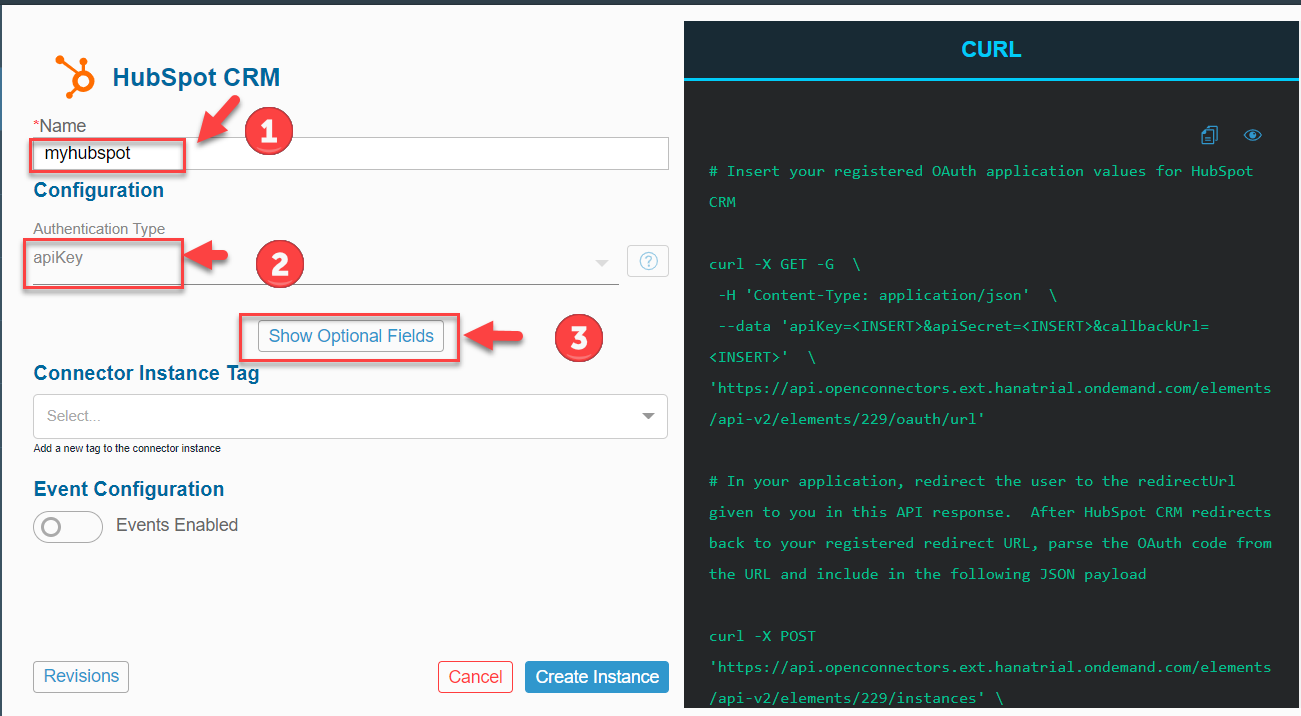 HubSpot CRM
*Name
1
myhubspot
Configuration
Authentication Type
apiKey
2
?
Show Optional Fields
3
Connector Instance Tag
Select...
Add a new tag to the connector instance
Event Configuration
Events Enabled
Revisions
Cancel
Create Instance
CURL
# Insert your registered OAuth application values for HubSpot
CRM
curl -X GET -G  \
-H 'Content-Type: application/json'  \
--data 'apiKey=<INSERT>&apiSecret=<INSERT>&callbackUrl=
<INSERT>'  \
'https://api.openconnectors.ext.hanatrial.ondemand.com/elements
/api-v2/elements/229/oauth/url'
# In your application, redirect the user to the redirectUrl
given to you in this API response.  After HubSpot CRM redirects
back to your registered redirect URL, parse the OAuth code from
the URL and include in the following JSON payload
curl -X POST
'https://api.openconnectors.ext.hanatrial.ondemand.com/elements
/api-v2/elements/229/instances' \